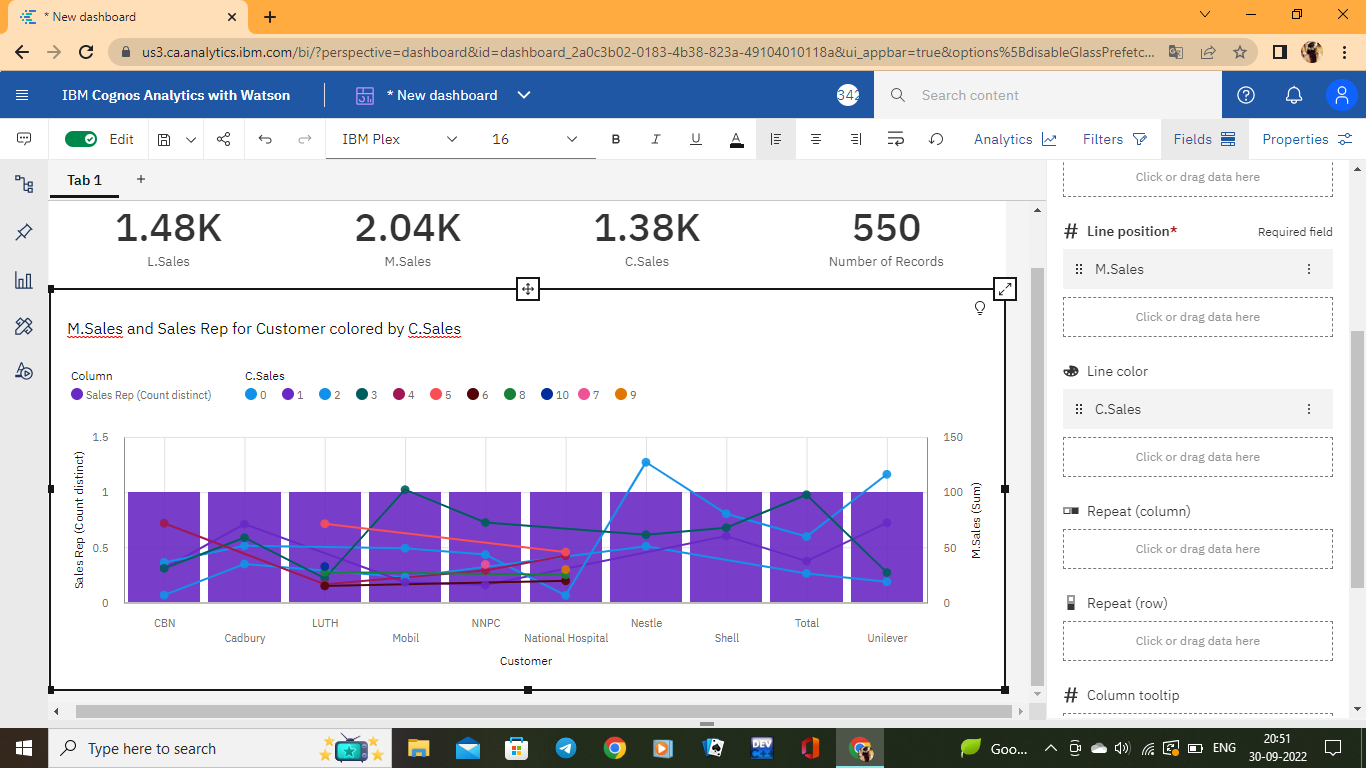 * New dashboard
us3.ca.analytics.ibm.com/bi/?perspective=dashboard&id=dashboard_2a0c3b02-0183-4b38-823a-49104010118a&ui_appbar=true&options%5BdisableGlassPrefetc...
IBM Cognos Analytics with Watson
* New dashboard
342
Search content
Edit
IBM Plex
16
B I U A
Analytics
Filters
Fields
Properties
Tab 1
1.48K 2.04K 1.38K 550
L.Sales M.Sales C.Sales Number of Records
M.Sales and Sales Rep for Customer colored by C.Sales
Column C.Sales
Sales Rep (Count distinct) 0 1 2 3 4 5 6 8 10 7 9
1.5 150
1 100
0.5 50
0 0
Sales Rep (Count distinct)
M.Sales (Sum)
CBN LUTH NNPC Nestle Total
Cadbury Mobil National Hospital Shell Unilever
Customer
Click or drag data here
# Line position* Required field
M.Sales
Click or drag data here
Line color
C.Sales
Click or drag data here
Repeat (column)
Click or drag data here
Repeat (row)
Click or drag data here
# Column tooltip
Type here to search
DEV
Goo...
ENG
20:51
30-09-2022